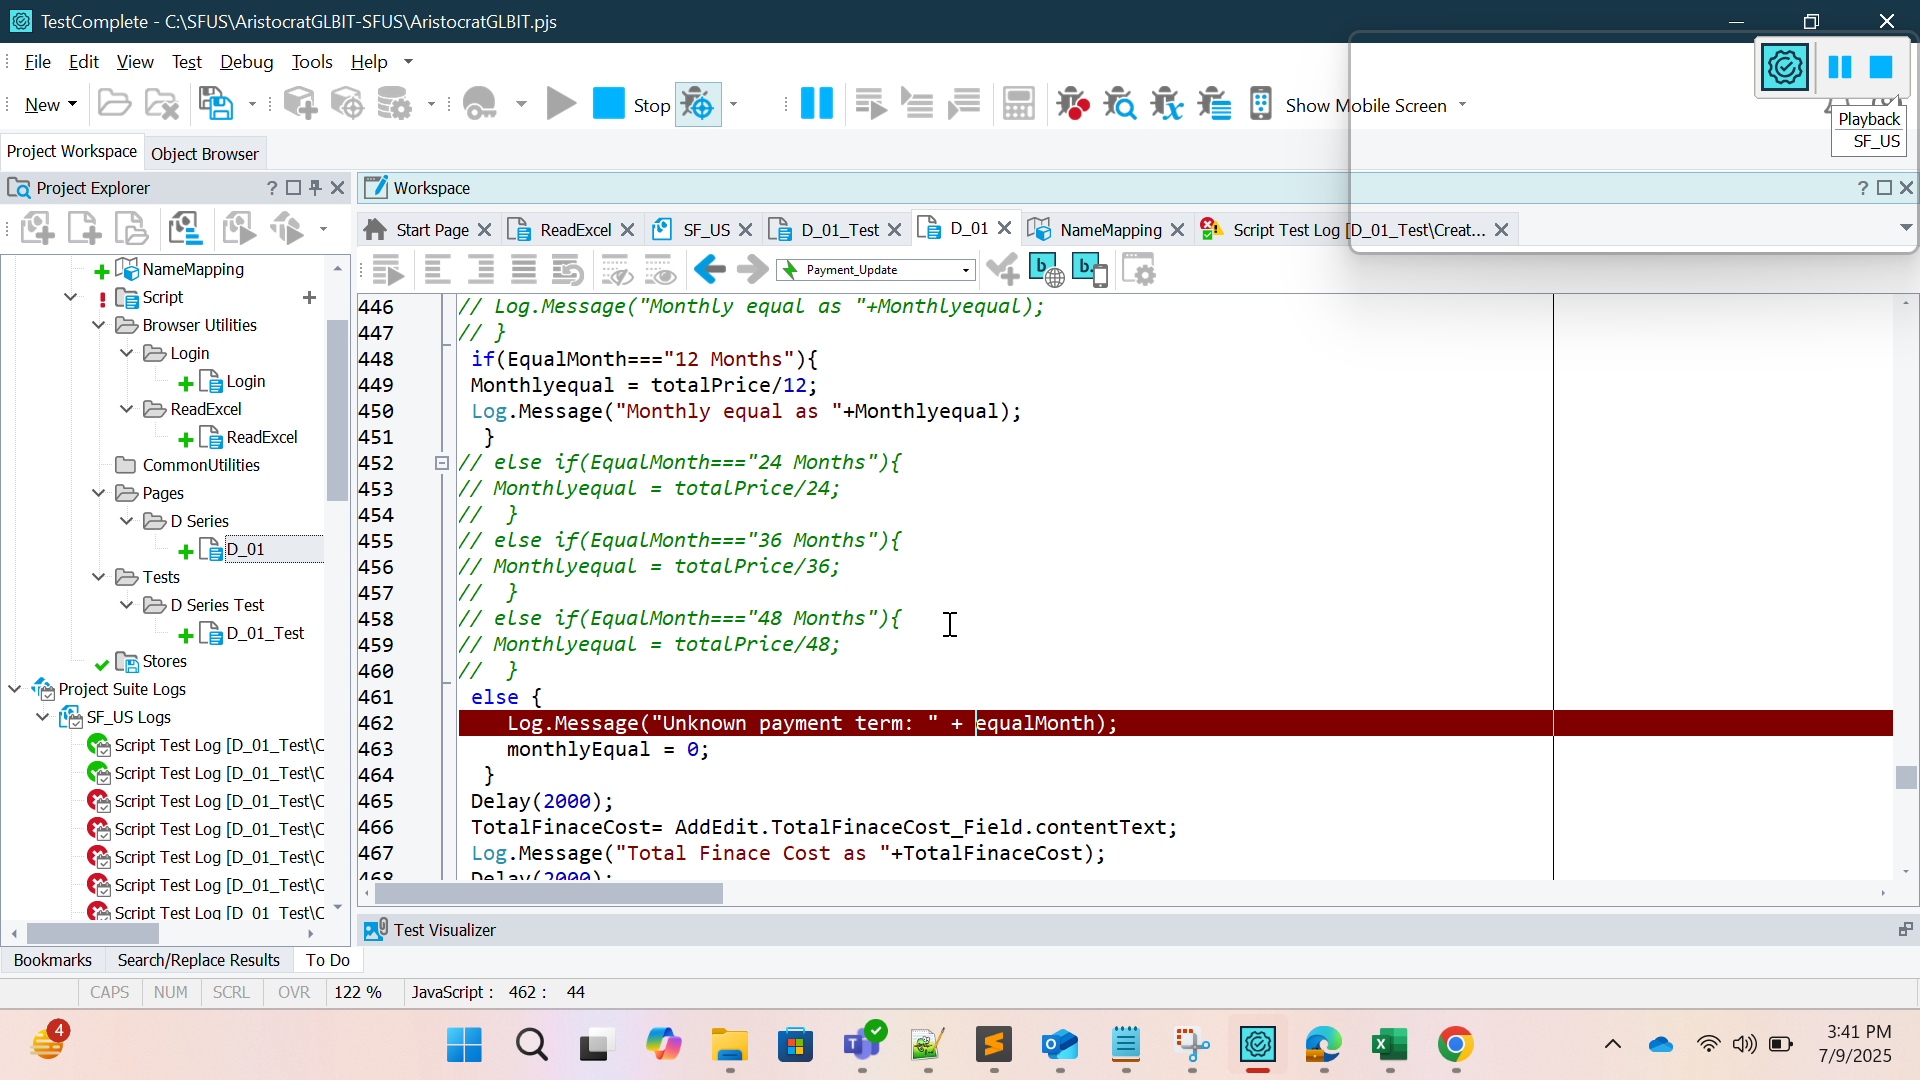 TestComplete - C:\SFUS\AristocratGLBIT-SFUS\AristocratGLBIT.pjs
File Edit View Test Debug Tools Help
New Stop Show Mobile Screen
Playback
SF_US
Project Workspace Object Browser
Project Explorer
Workspace
Start Page ReadExcel SF_US D_01_Test D_01 NameMapping Script Test Log [D_01_Test\Creat...
Payment_Update
NameMapping
Script
Browser Utilities
Login
Login
ReadExcel
ReadExcel
CommonUtilities
Pages
D Series
D_01
Tests
D Series Test
D_01_Test
Stores
Project Suite Logs
SF_US Logs
Script Test Log [D_01_Test\C
Script Test Log [D_01_Test\C
Script Test Log [D_01_Test\C
Script Test Log [D_01_Test\C
Script Test Log [D_01_Test\C
Script Test Log [D_01_Test\C
Script Test Log [D_01_Test\C
446 // Log.Message("Monthly equal as "+Monthlyequal);
447 // }
448 if(EqualMonth==="12 Months"){
449 Monthlyequal = totalPrice/12;
450 Log.Message("Monthly equal as "+Monthlyequal);
451 }
452 // else if(EqualMonth==="24 Months"){
453 // Monthlyequal = totalPrice/24;
454 // }
455 // else if(EqualMonth==="36 Months"){
456 // Monthlyequal = totalPrice/36;
457 // }
458 // else if(EqualMonth==="48 Months"){
459 // Monthlyequal = totalPrice/48;
460 // }
461 else {
462 Log.Message("Unknown payment term: " + equalMonth);
463 monthlyEqual = 0;
464 }
465 Delay(2000);
466 TotalFinaceCost= AddEdit.TotalFinaceCost_Field.contentText;
467 Log.Message("Total Finace Cost as "+TotalFinaceCost);
468 Delay(2000);
Test Visualizer
Bookmarks Search/Replace Results To Do
CAPS NUM SCRL OVR 122 % JavaScript : 462 : 44
4
3:41 PM
7/9/2025